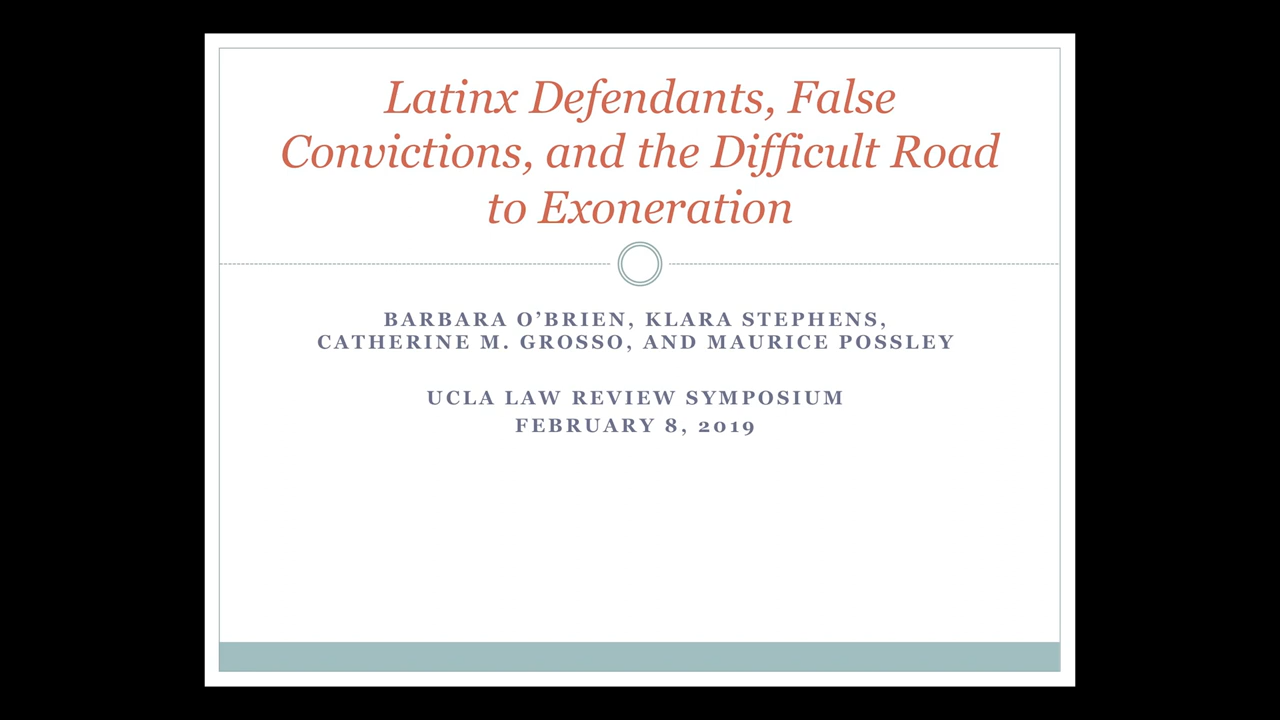 Latinx Defendants, False
Convictions, and the Difficult Road
to Exoneration
BARBARA O’BRIEN, KLARA STEPHENS,
CATHERINE M. GROSSO, AND MAURICE POSSLEY
UCLA LAW REVIEW SYMPOSIUM
FEBRUARY 8, 2019